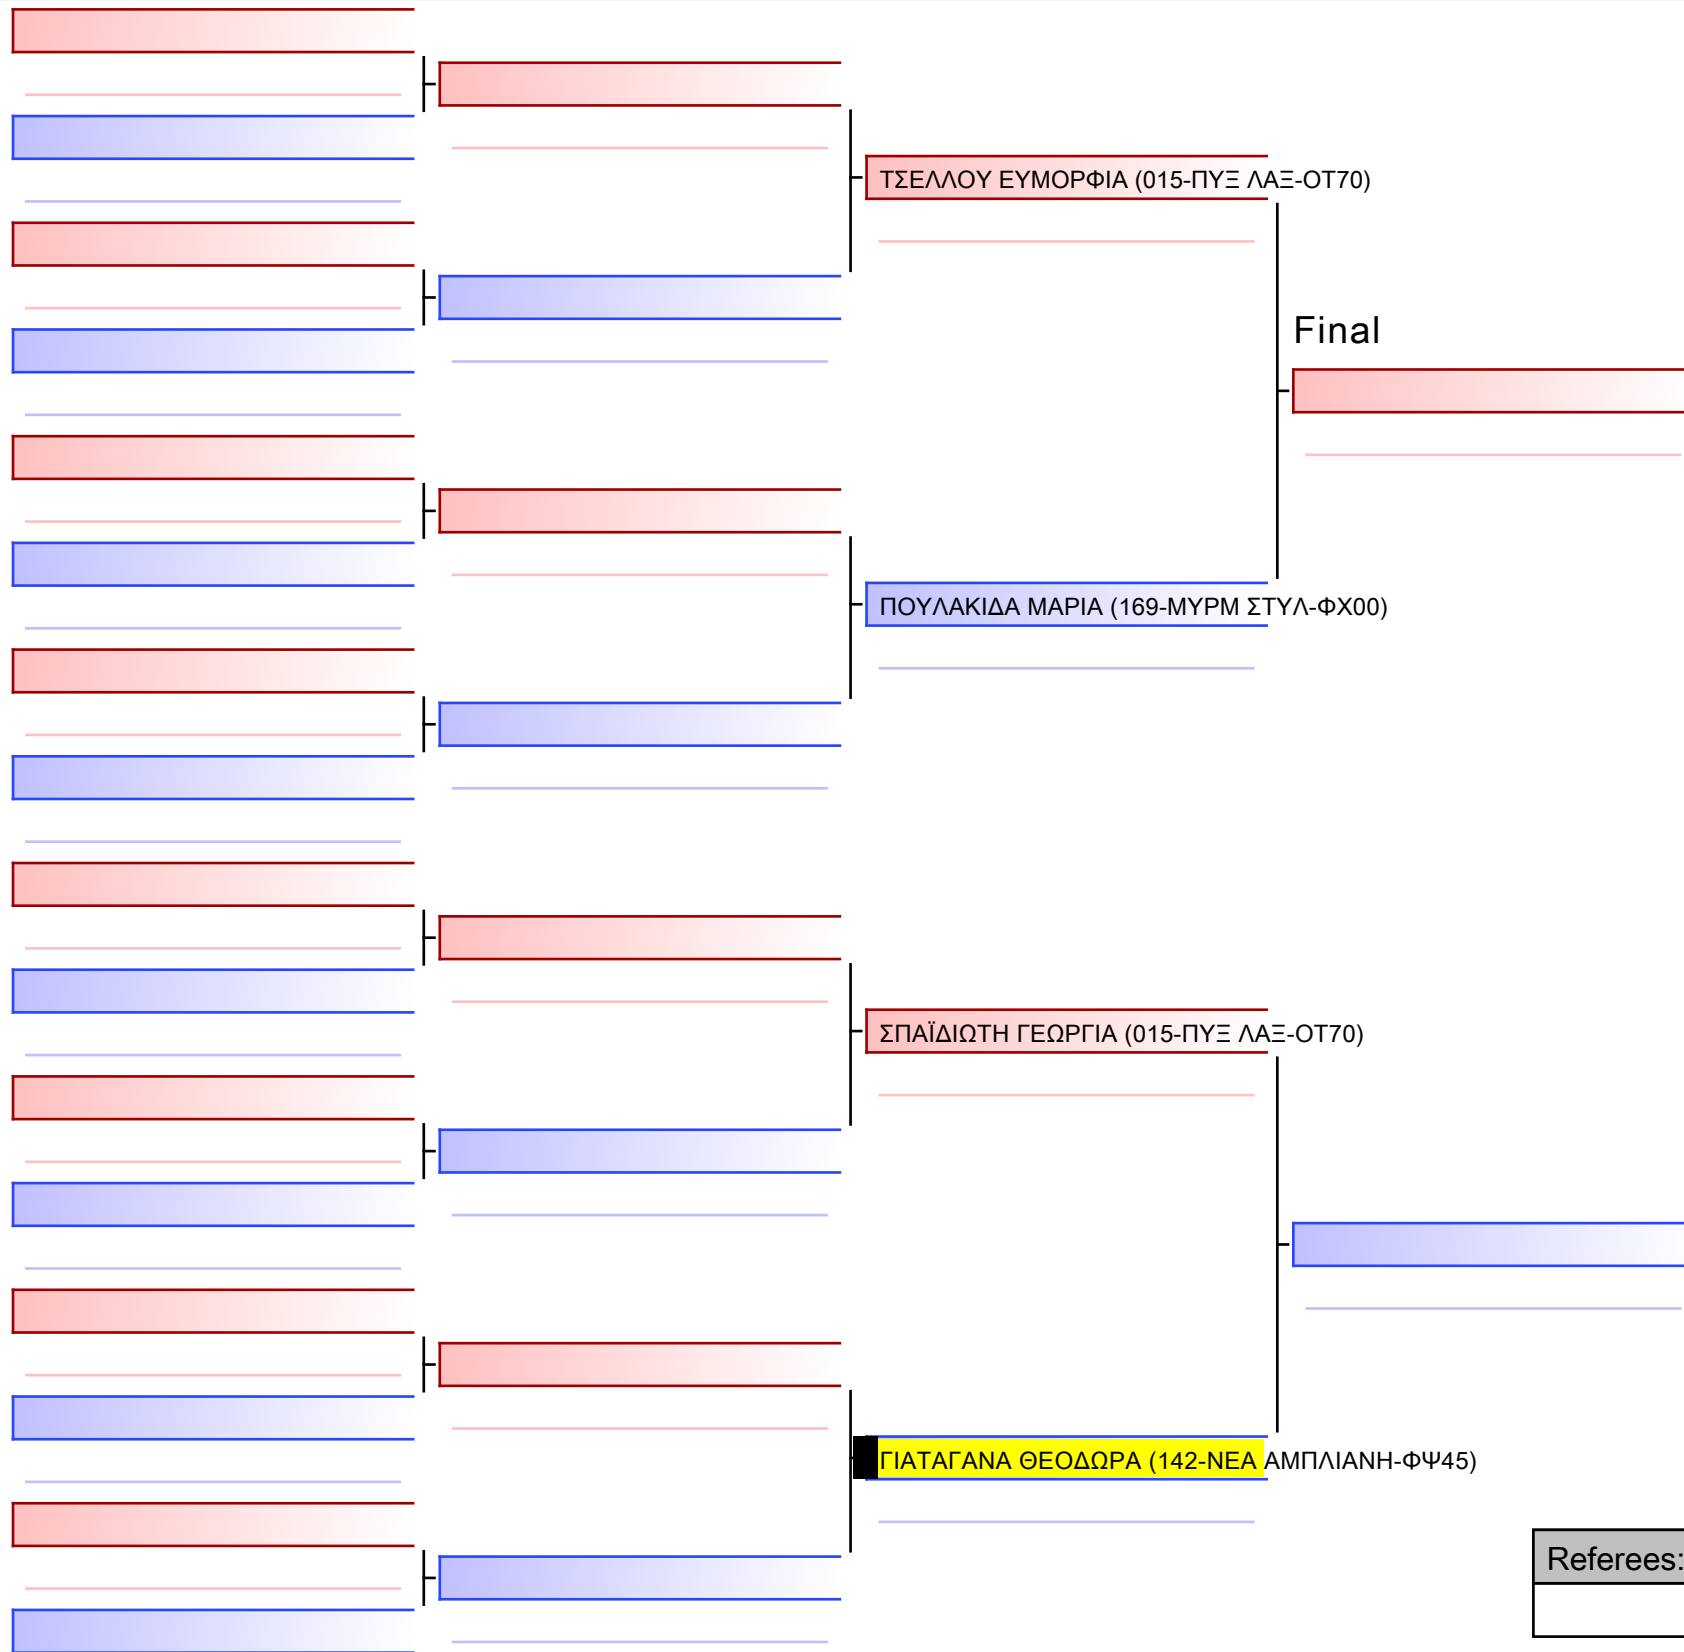 ΤΣΕΛΛΟΥ ΕΥΜΟΡΦΙΑ (015-ΠΥΞ ΛΑΞ-ΟΤ70)
Final
ΠΟΥΛΑΚΙΔΑ ΜΑΡΙΑ (169-ΜΥΡΜ ΣΤΥΛ-ΦΧ00)
ΣΠΑΪΔΙΩΤΗ ΓΕΩΡΓΙΑ (015-ΠΥΞ ΛΑΞ-ΟΤ70)
ΓΙΑΤΑΓΑΝΑ ΘΕΟΔΩΡΑ (142-ΝΕΑ ΑΜΠΛΙΑΝΗ-ΦΨ45)
Referees: